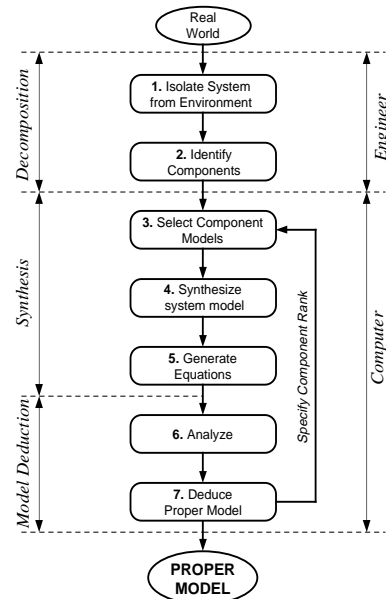 Real
World
Decomposition
Engineer
1. Isolate System
from Environment
2. Identify
Components
Synthesis
Computer
3. Select Component
Models
4. Synthesize
system model
Specify Component Rank
5. Generate
Equations
Model Deduction
6. Analyze
7. Deduce
Proper Model
PROPER
MODEL